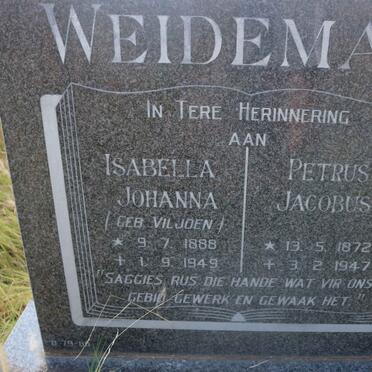 WEIDEMA
IN TERE HERINNERING
AAN
ISABELLA
JOHANNA
(GEB. VILJOEN)
★ 9. 7. 1888
+ 1. 9. 1949
PETRUS
JACOBUS
★ 13. 5. 1872
+ 3. 2. 1947
"SAGGIES RUS DIE HANDE WAT VIR ONS
GEBID GEWERK EN GEWAAK HET."